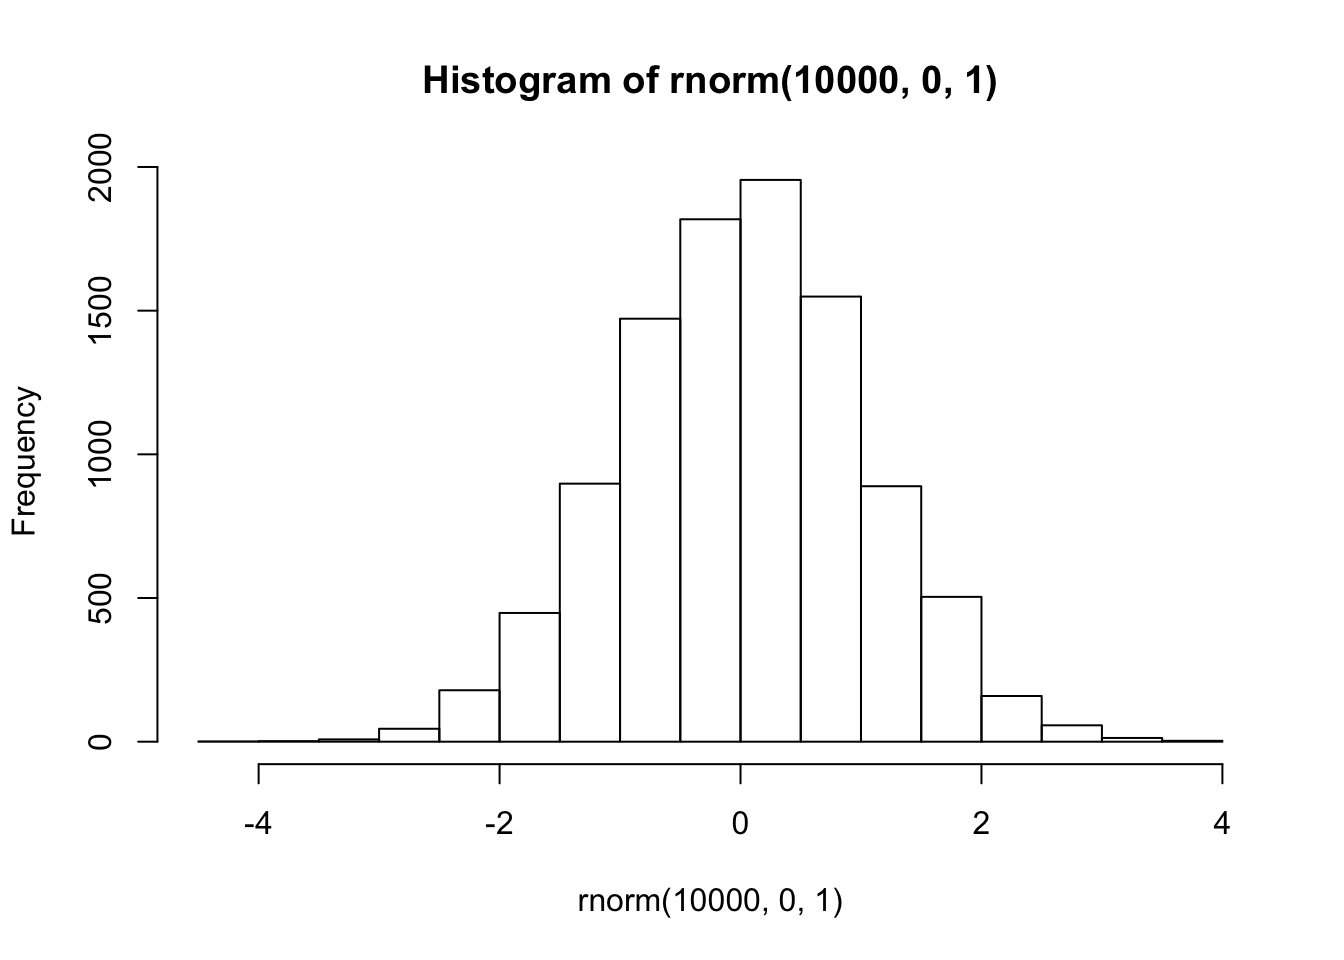 Histogram of rnorm(10000, 0, 1)
Frequency
2000
1500
1000
500
0
-4 -2 0 2 4
rnorm(10000, 0, 1)